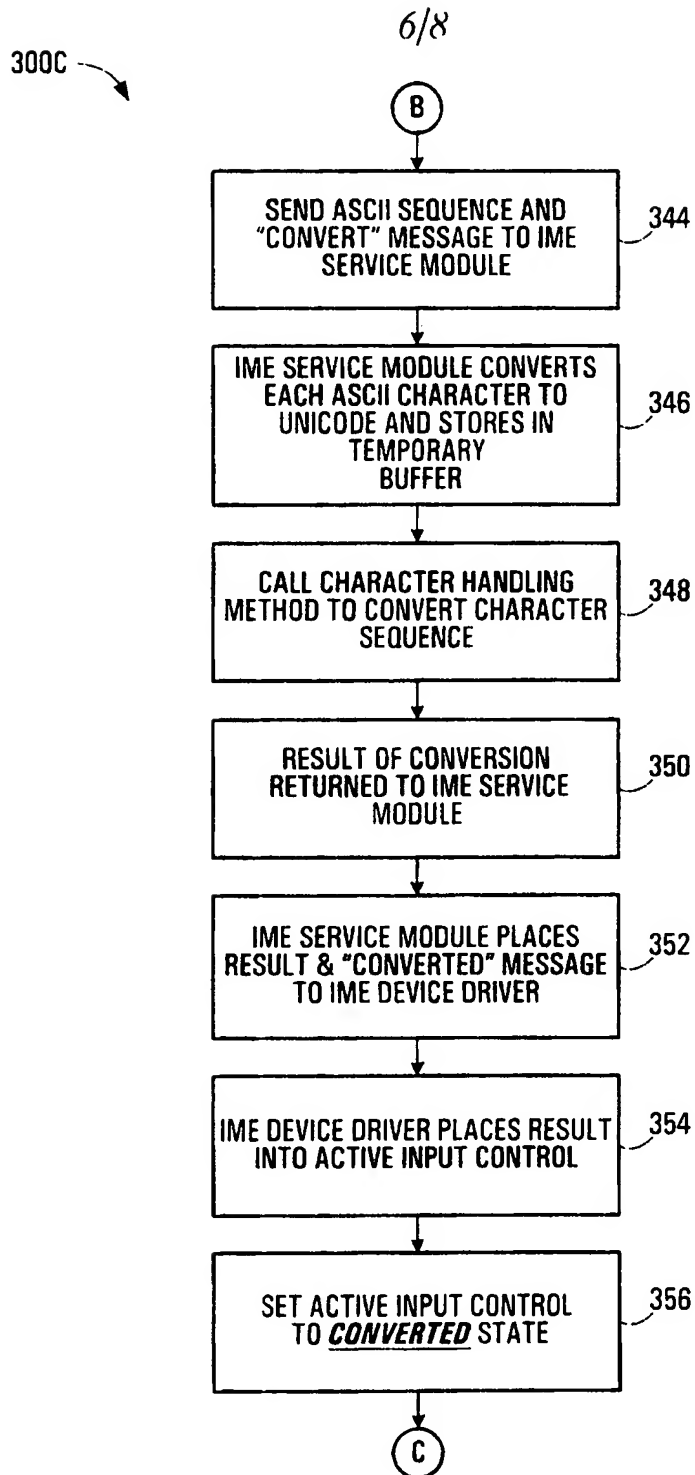 6/8
300C
B
SEND ASCII SEQUENCE AND
"CONVERT" MESSAGE TO IME
SERVICE MODULE
344
IME SERVICE MODULE CONVERTS
EACH ASCII CHARACTER TO
UNICODE AND STORES IN
TEMPORARY
BUFFER
346
CALL CHARACTER HANDLING
METHOD TO CONVERT CHARACTER
SEQUENCE
348
RESULT OF CONVERSION
RETURNED TO IME SERVICE
MODULE
350
IME SERVICE MODULE PLACES
RESULT & "CONVERTED" MESSAGE
TO IME DEVICE DRIVER
352
IME DEVICE DRIVER PLACES RESULT
INTO ACTIVE INPUT CONTROL
354
SET ACTIVE INPUT CONTROL
TO CONVERTED STATE
356
C